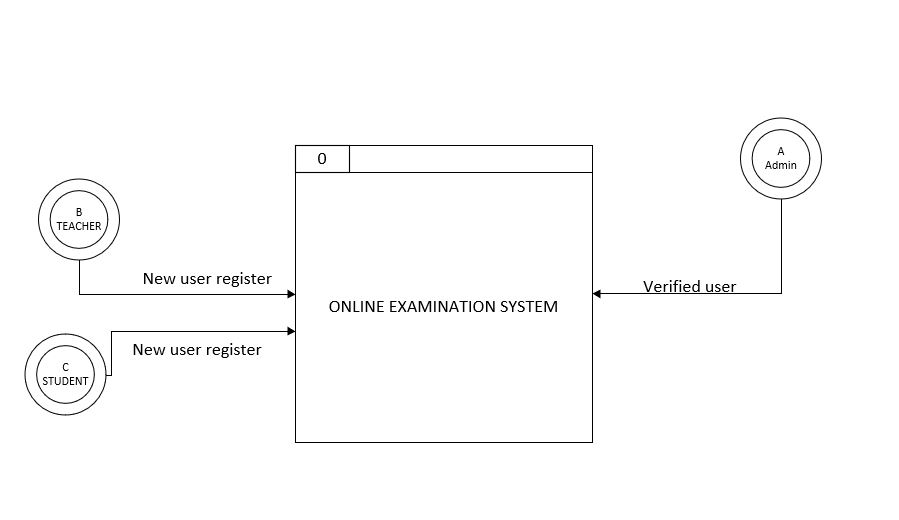 A
Admin
0
B
TEACHER
New user register
Verified user
ONLINE EXAMINATION SYSTEM
New user register
C
STUDENT